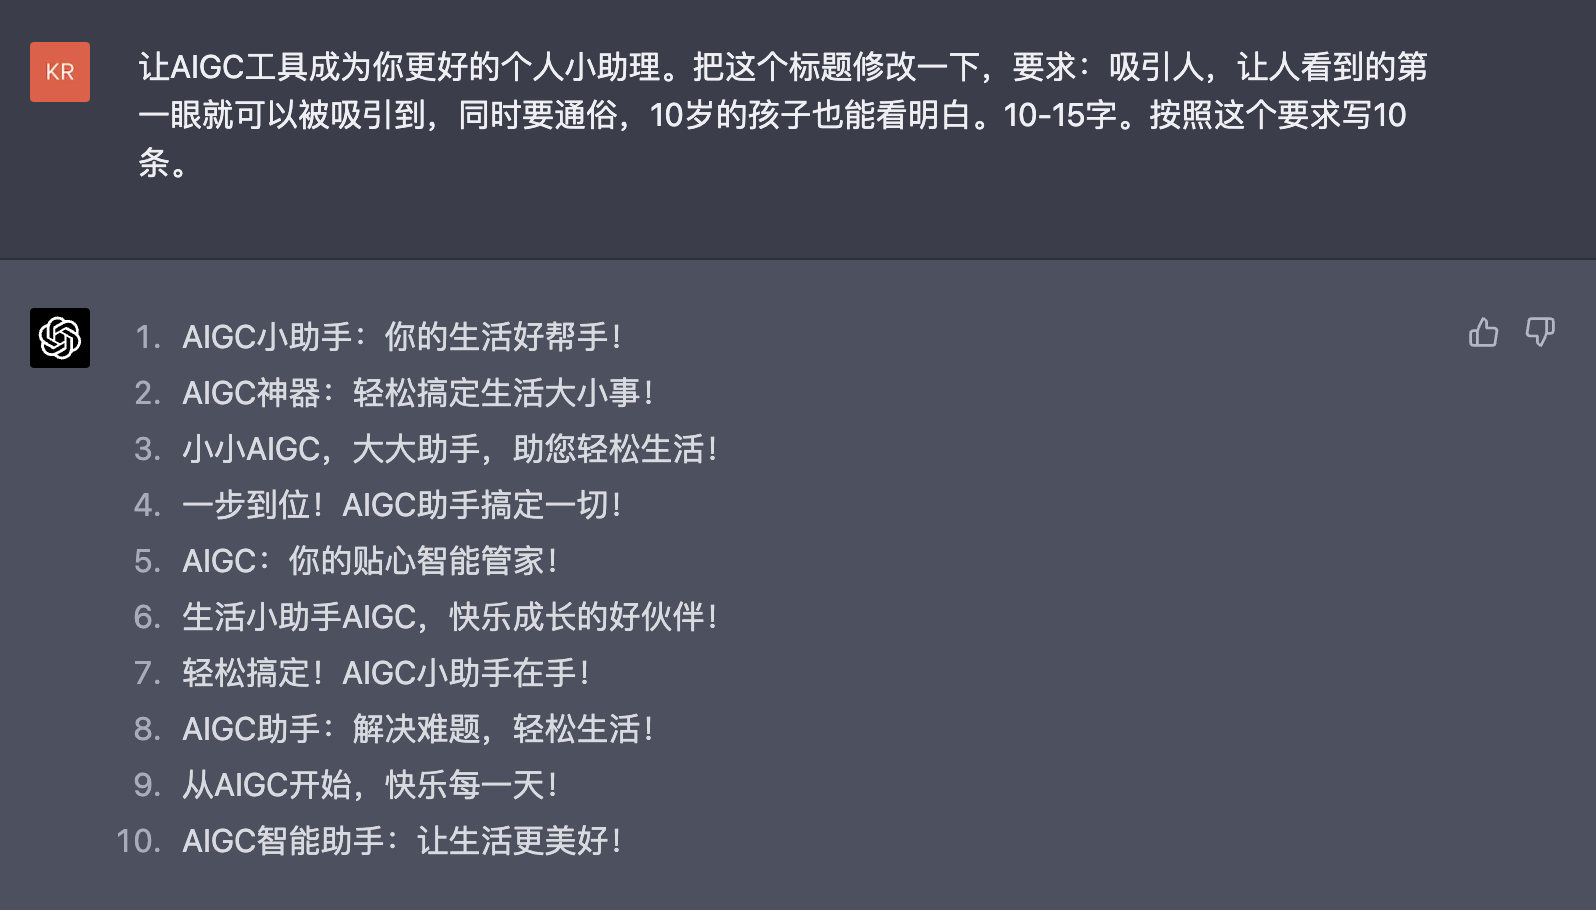 KR
让AIGC工具成为你更好的个人小助理。把这个标题修改一下，要求：吸引人，让人看到的第
一眼就可以被吸引到，同时要通俗，10岁的孩子也能看明白。10-15字。按照这个要求写10
条。
1. AIGC小助手：你的生活好帮手！
2. AIGC神器：轻松搞定生活大小事！
3. 小小AIGC，大大助手，助您轻松生活！
4. 一步到位！AIGC助手搞定一切！
5. AIGC：你的贴心智能管家！
6. 生活小助手AIGC，快乐成长的好伙伴！
7. 轻松搞定！AIGC小助手在手！
8. AIGC助手：解决难题，轻松生活！
9. 从AIGC开始，快乐每一天！
10. AIGC智能助手：让生活更美好！